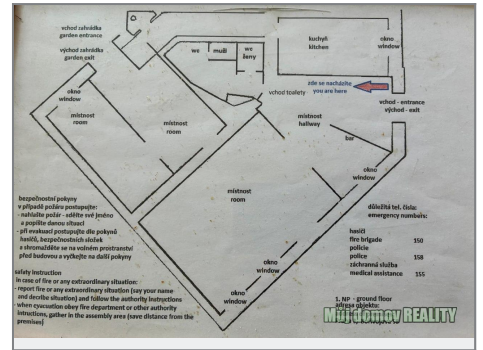 vchod zahrádka
garden entrance
východ zahrádka
garden exit
wc
muži
wc
ženy
kuchyň
kitchen
okno
window
zde se nacházíte
you are here
vchod toalety
vchod - entrance
východ - exit
okno
window
místnost
room
místnost
room
místnost
hallway
bar
okno
window
místnost
room
okno
window
okno
window
bezpečnostní pokyny
v případě požáru postupujte:
- nahlašte požár - sdělte své jméno
a popište danou situaci
- při evakuaci postupujte dle pokynů
hasičů, bezpečnostních složek
a shromážděte se na volném prostranství
před budovou a vyčkejte na další pokyny
safety instruction
in case of fire or any extraordinary situation:
- report fire or any extraordinary situation (say your name
and decribe situation) and follow the authority instructions
- when eyacuation obey fire department or other authority
intructions, gather in the assembly area (save distance from the
premises)
důležitá tel. čísla:
emergency numbers:
hasiči
fire brigade 150
policie
police 158
záchranná služba
medical assistance 155
1. NP - ground floor
adresa objektu:
Můj domov REALITY